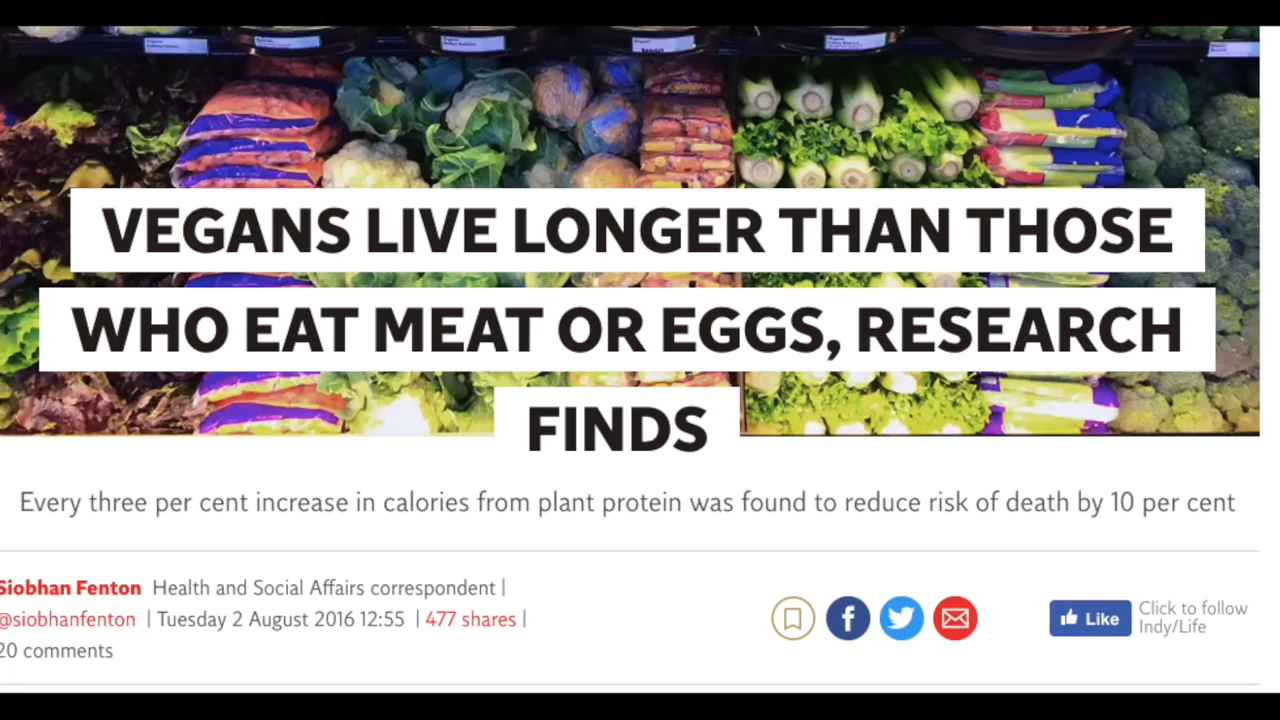 VEGANS LIVE LONGER THAN THOSE
WHO EAT MEAT OR EGGS, RESEARCH
FINDS
Every three per cent increase in calories from plant protein was found to reduce risk of death by 10 per cent
Siobhan Fenton Health and Social Affairs correspondent |
@siobhanfenton | Tuesday 2 August 2016 12:55 | 477 shares |
20 comments
Like
Click to follow
Indy/Life